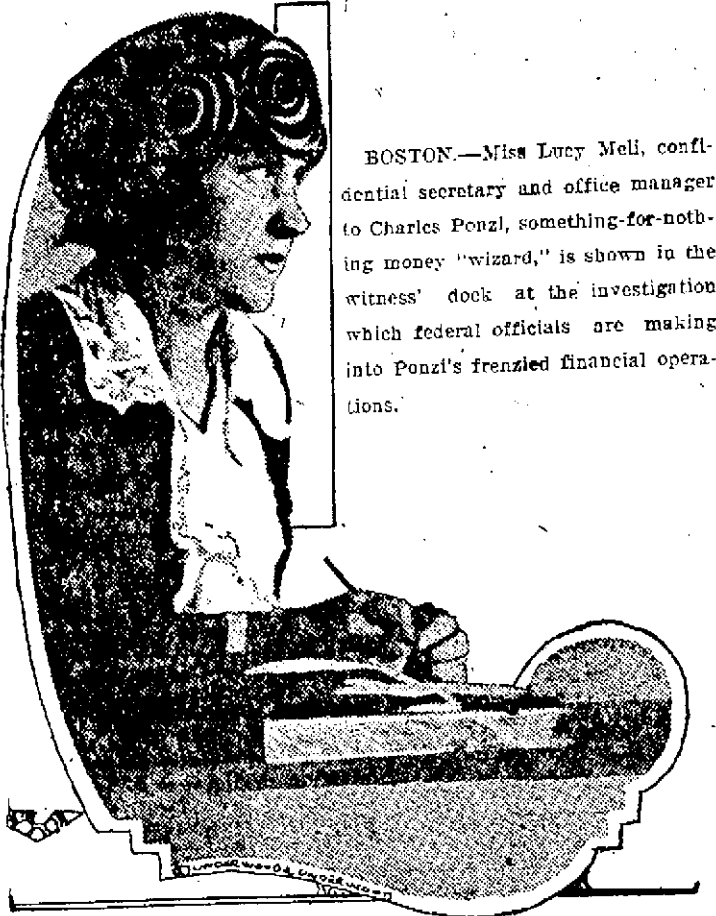 BOSTON.—Miss Lucy Meli, confi-
dential secretary and office manager
to Charles Ponzi, something-for-noth-
ing money "wizard," is shown in the
witness' dock at the investigation
which federal officials are making
into Ponzi's frenzied financial opera-
tions.
UNDERWOOD & UNDERWOOD